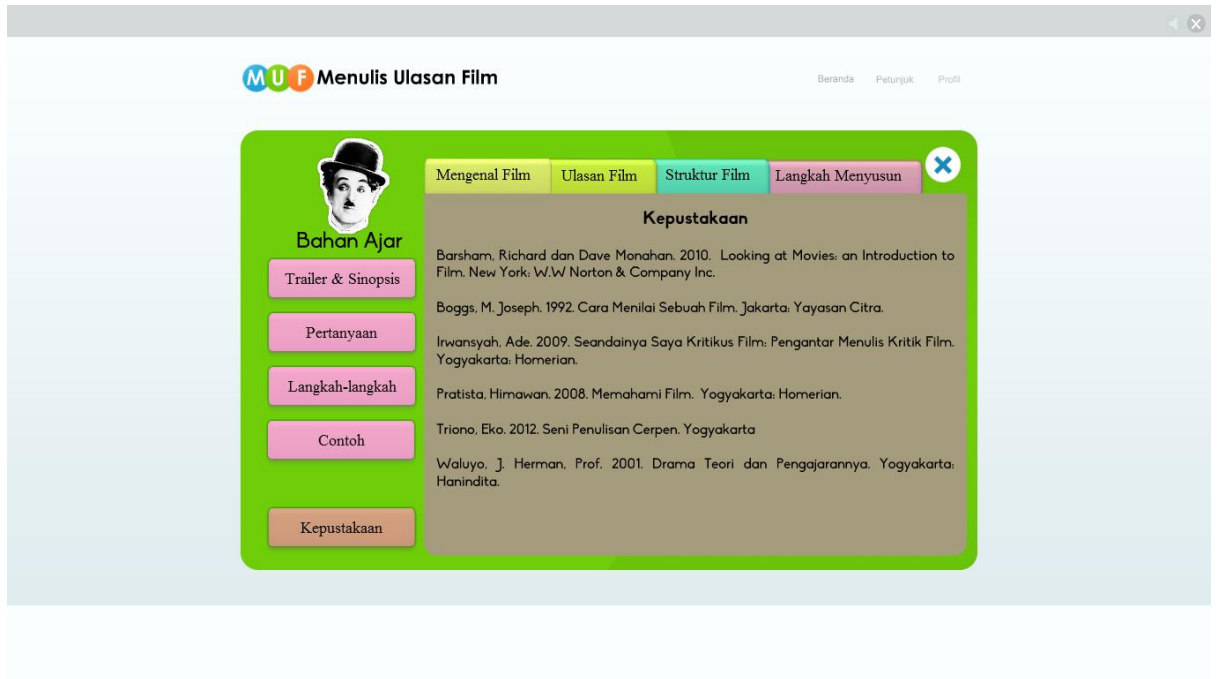 MUF Menulis Ulasan Film
Beranda Petunjuk Profil
Mengenal Film Ulasan Film Struktur Film Langkah Menyusun
Bahan Ajar
Trailer & Sinopsis
Pertanyaan
Langkah-langkah
Contoh
Kepustakaan
Kepustakaan
Barsham, Richard dan Dave Monahan. 2010. Looking at Movies: an Introduction to
Film. New York: W.W Norton & Company Inc.
Boggs, M. Joseph. 1992. Cara Menilai Sebuah Film. Jakarta: Yayasan Citra.
Irwansyah, Ade. 2009. Seandainya Saya Kritikus Film: Pengantar Menulis Kritik Film.
Yogyakarta: Homerian.
Pratista, Himawan. 2008. Memahami Film. Yogyakarta: Homerian.
Triono, Eko. 2012. Seni Penulisan Cerpen. Yogyakarta
Waluyo, J. Herman, Prof. 2001. Drama Teori dan Pengajarannya. Yogyakarta:
Hanindita.